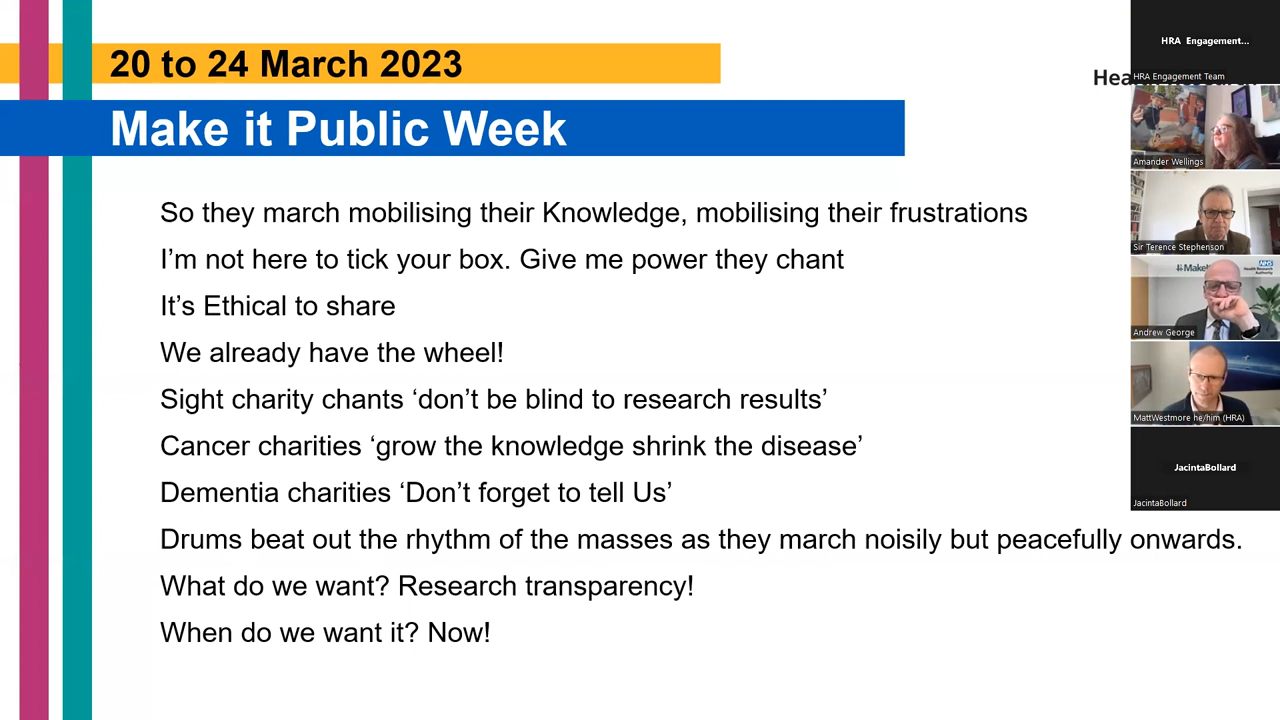 20 to 24 March 2023
Make it Public Week
So they march mobilising their Knowledge, mobilising their frustrations
I’m not here to tick your box. Give me power they chant
It’s Ethical to share
We already have the wheel!
Sight charity chants ‘don’t be blind to research results’
Cancer charities ‘grow the knowledge shrink the disease’
Dementia charities ‘Don’t forget to tell Us’
Drums beat out the rhythm of the masses as they march noisily but peacefully onwards.
What do we want? Research transparency!
When do we want it? Now!
HRA Engagement...
HRA Engagement Team
Amander Wellings
Sir Terence Stephenson
NHS
Health Research
Authority
Andrew George
MattWestmore he/him (HRA)
JacintaBollard
JacintaBollard